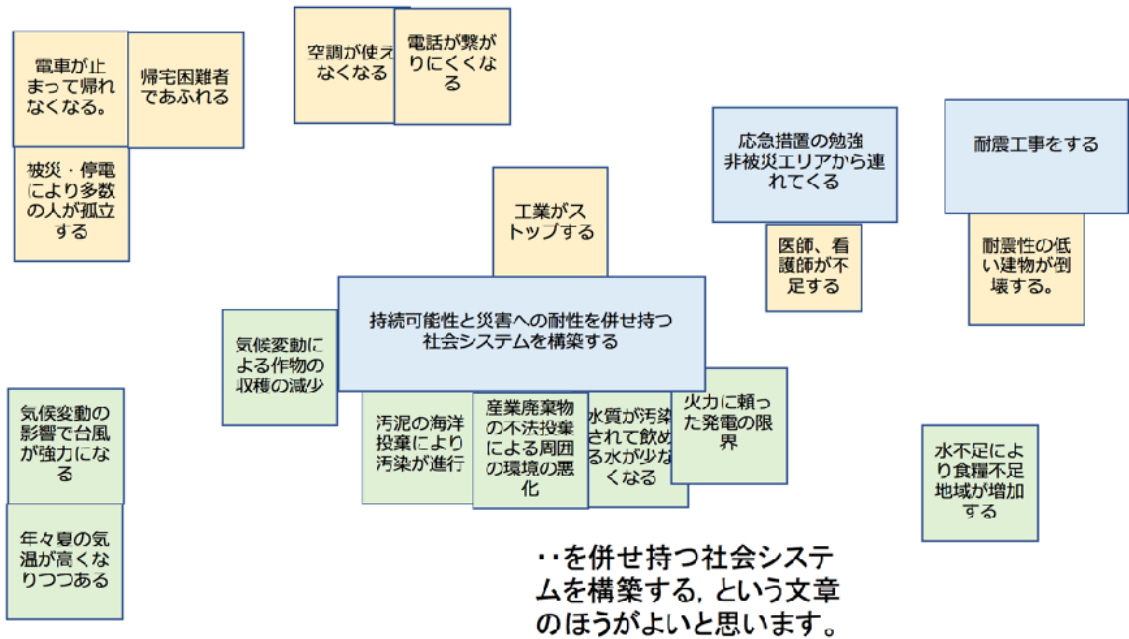 電車が止
まって帰れ
なくなる。
帰宅困難者
であふれる
被災・停電
により多数
の人が孤立
する
空調が使え
なくなる
電話が繋が
りにくくな
る
応急措置の勉強
非被災エリアから連
れてくる
医師、看
護師が不
足する
耐震工事をする
耐震性の低
い建物が倒
壊する。
工業がス
トップする
持続可能性と災害への耐性を併せ持つ
社会システムを構築する
気候変動に
よる作物の
収穫の減少
汚泥の海洋
投棄により
汚染が進行
産業廃棄物
の不法投棄
による周囲
の環境の悪
化
水質が汚染
されて飲め
る水が少な
くなる
火力に頼っ
た発電の限
界
気候変動の
影響で台風
が強力にな
る
年々夏の気
温が高くな
りつつある
水不足によ
り食糧不足
地域が増加
する
・・を併せ持つ社会システ
ムを構築する，という文章
のほうがよいと思います。